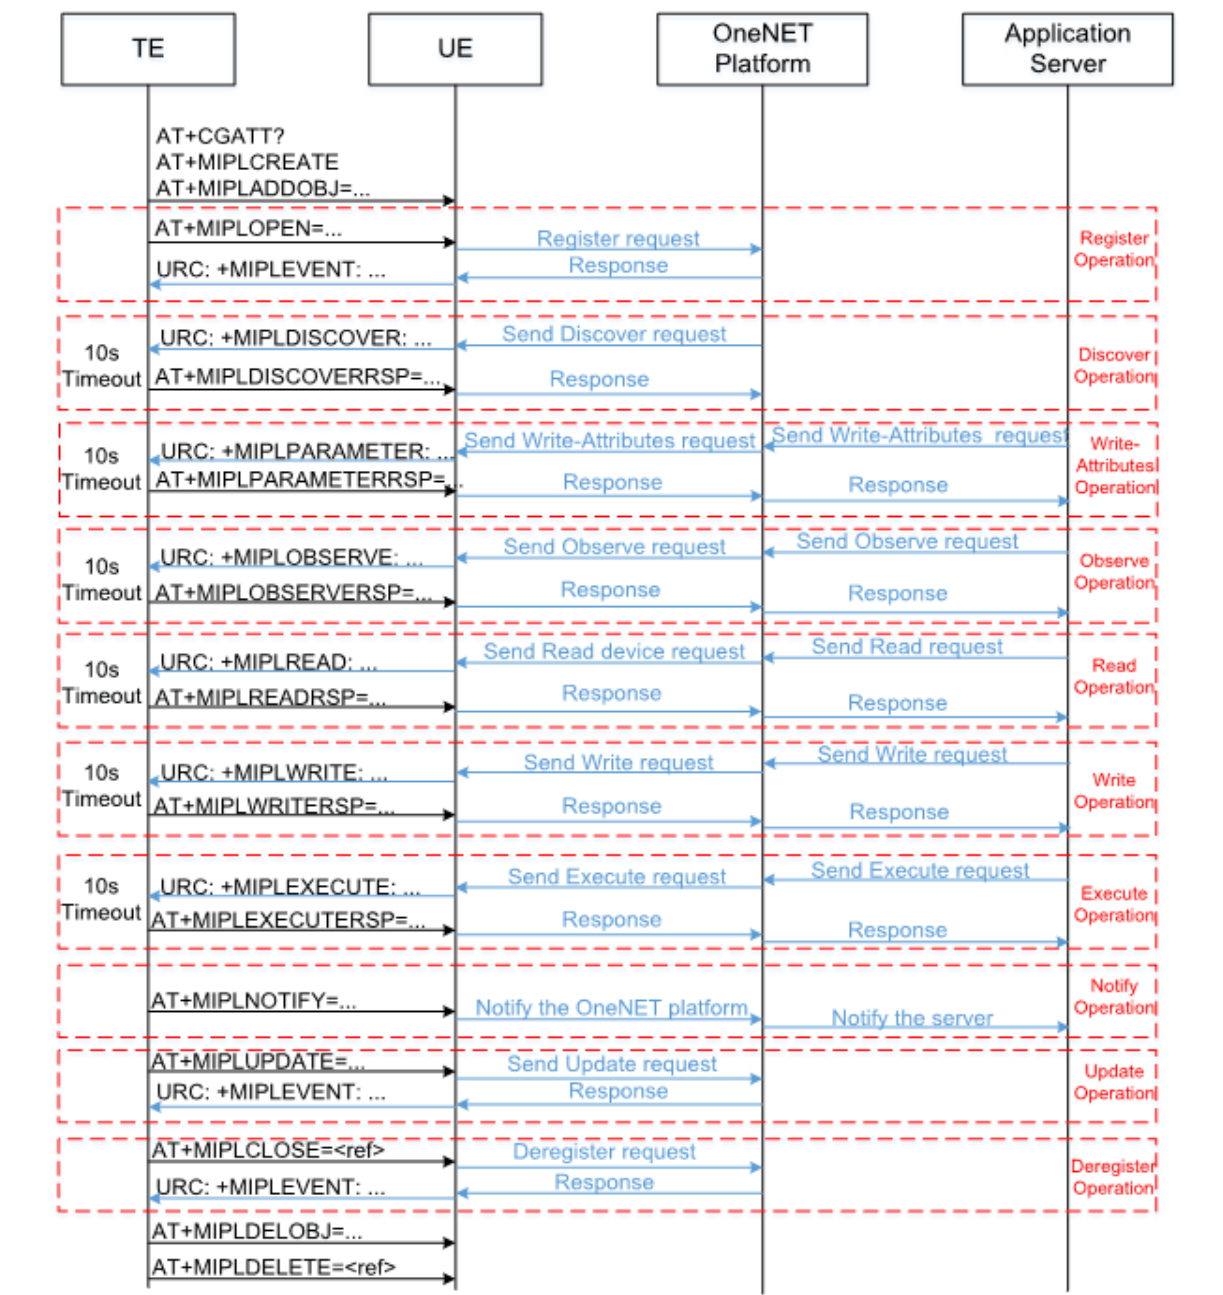 TE
UE
OneNET
Platform
Application
Server
AT+CGATT?
AT+MIPLCREATE
AT+MIPLADDOBJ=...
AT+MIPLOPEN=...
Register request
Response
URC: +MIPLEVENT: ...
Register
Operation
10s
Timeout
URC: +MIPLDISCOVER: ...
Send Discover request
AT+MIPLDISCOVERRSP=...
Response
Discover
Operation
10s
Timeout
URC: +MIPLPARAMETER: ...
Send Write-Attributes request
Send Write-Attributes request
AT+MIPLPARAMETERRSP=...
Response
Response
Write-
Attributes
Operation
10s
Timeout
URC: +MIPLOBSERVE: ...
Send Observe request
Send Observe request
AT+MIPLOBSERVERSP=...
Response
Response
Observe
Operation
10s
Timeout
URC: +MIPLREAD: ...
Send Read device request
Send Read request
AT+MIPLREADRSP=...
Response
Response
Read
Operation
10s
Timeout
URC: +MIPLWRITE: ...
Send Write request
Send Write request
AT+MIPLWRITERSP=...
Response
Response
Write
Operation
10s
Timeout
URC: +MIPLEXECUTE: ...
Send Execute request
Send Execute request
AT+MIPLEXECUTERSP=...
Response
Response
Execute
Operation
AT+MIPLNOTIFY=...
Notify the OneNET platform
Notify the server
Notify
Operation
AT+MIPLUPDATE=...
Send Update request
URC: +MIPLEVENT: ...
Response
Update
Operation
AT+MIPLCLOSE=<ref>
Deregister request
URC: +MIPLEVENT: ...
Response
Deregister
Operation
AT+MIPLDELOBJ=...
AT+MIPLDELETE=<ref>